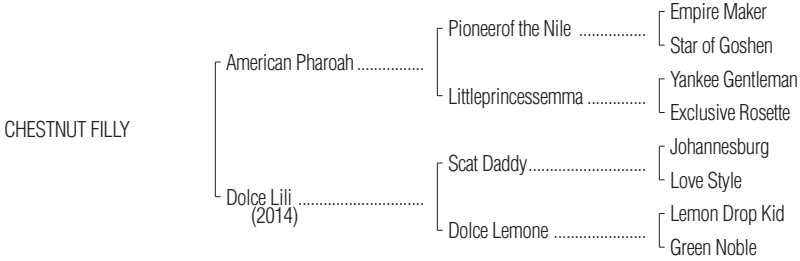 Empire Maker
Pioneerof the Nile ................
Star of Goshen
American Pharoah ................
Yankee Gentleman
Littleprincessemma ..............
Exclusive Rosette
CHESTNUT FILLY
Johannesburg
Scat Daddy............................
Love Style
Dolce Lili ..............................
(2014)
Lemon Drop Kid
Dolce Lemone ......................
Green Noble